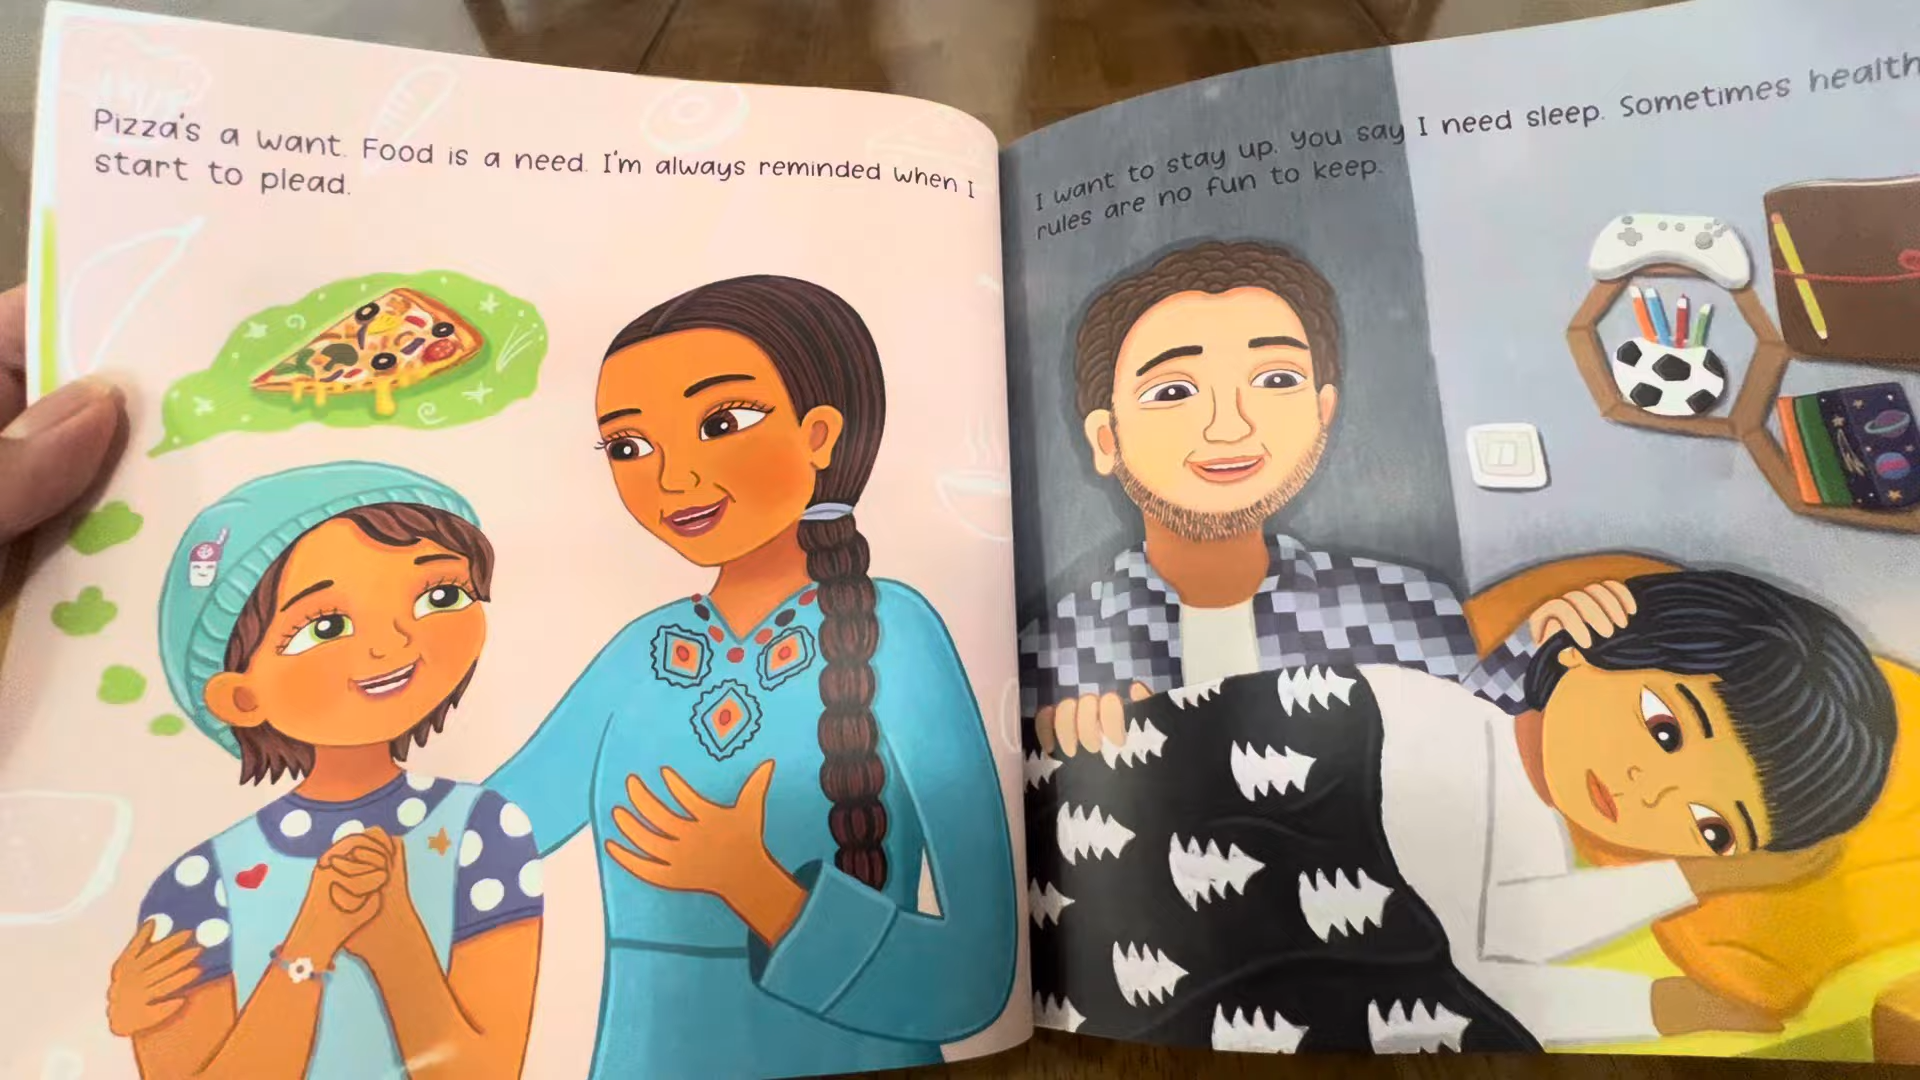 Pizza's a want. Food is a need. I'm always reminded when I
start to plead.
I want to stay up. You say I need sleep. Sometimes health
rules are no fun to keep.